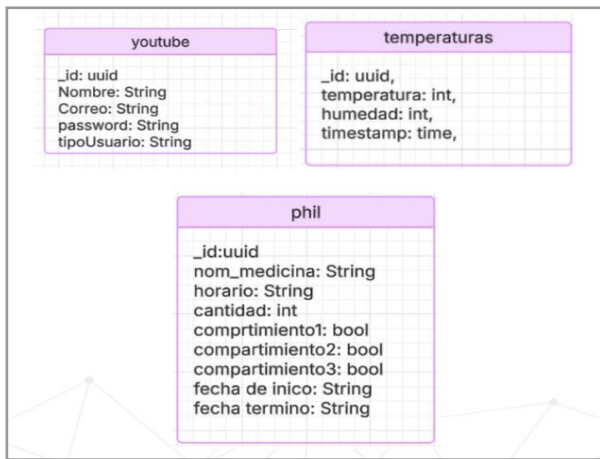 youtube
_id: uuid
Nombre: String
Correo: String
password: String
tipoUsuario: String
temperaturas
_id: uuid,
temperatura: int,
humedad: int,
timestamp: time,
phil
_id:uuid
nom_medicina: String
horario: String
cantidad: int
comprtimiento1: bool
compartimiento2: bool
compartimiento3: bool
fecha de inico: String
fecha termino: String